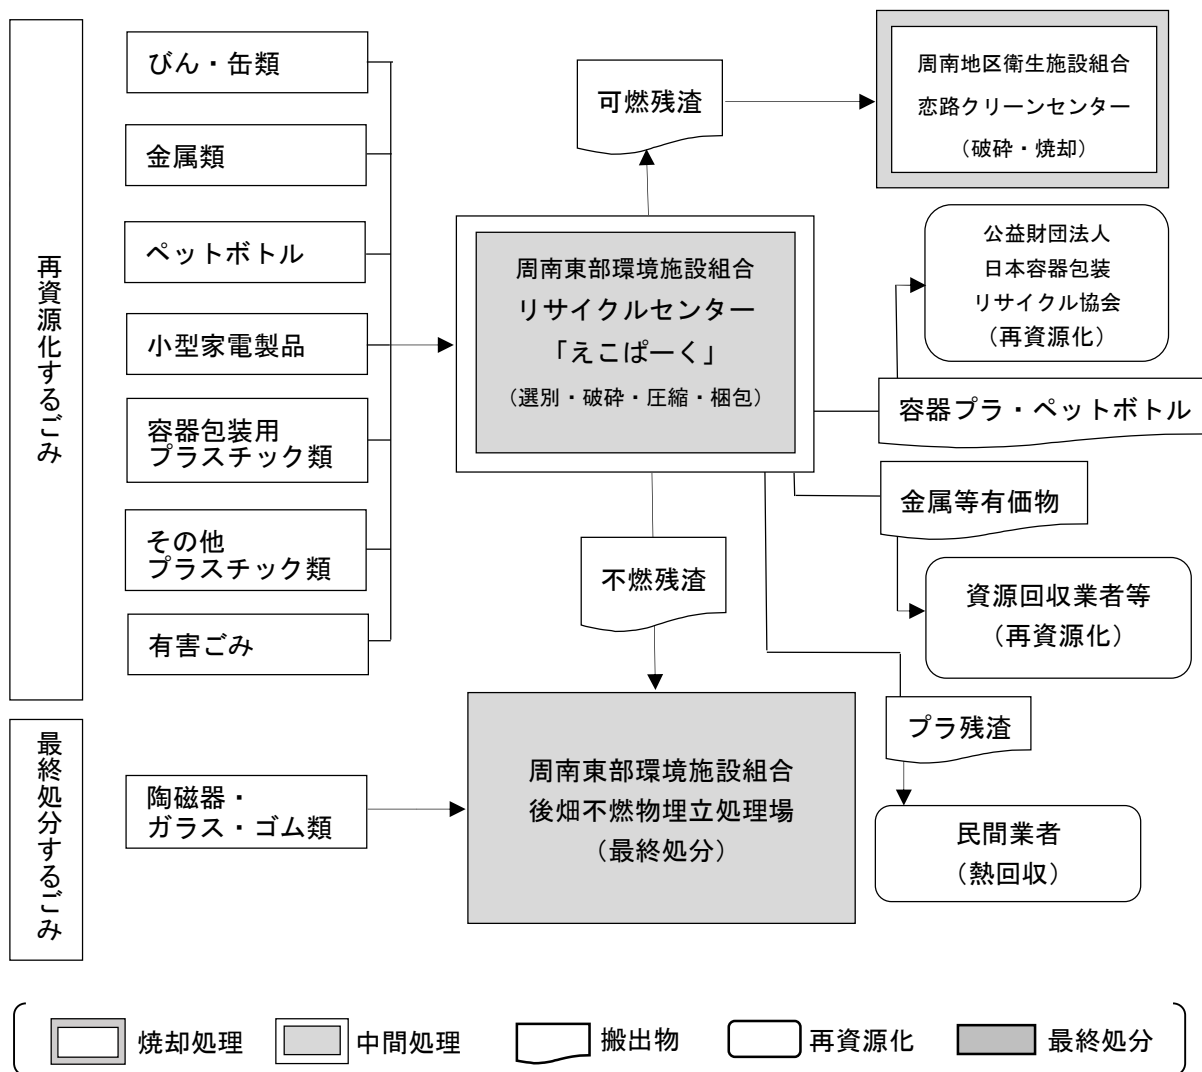 再資源化するごみ
びん・缶類
金属類
ペットボトル
小型家電製品
容器包装用
プラスチック類
その他
プラスチック類
有害ごみ
可燃残渣
周南地区衛生施設組合
恋路クリーンセンター
（破砕・焼却）
周南東部環境施設組合
リサイクルセンター
「えこぱーく」
（選別・破砕・圧縮・梱包）
公益財団法人
日本容器包装
リサイクル協会
（再資源化）
容器プラ・ペットボトル
金属等有価物
資源回収業者等
（再資源化）
不燃残渣
プラ残渣
民間業者
（熱回収）
最終処分するごみ
陶磁器・
ガラス・ゴム類
周南東部環境施設組合
後畑不燃物埋立処理場
（最終処分）
焼却処理
中間処理
搬出物
再資源化
最終処分